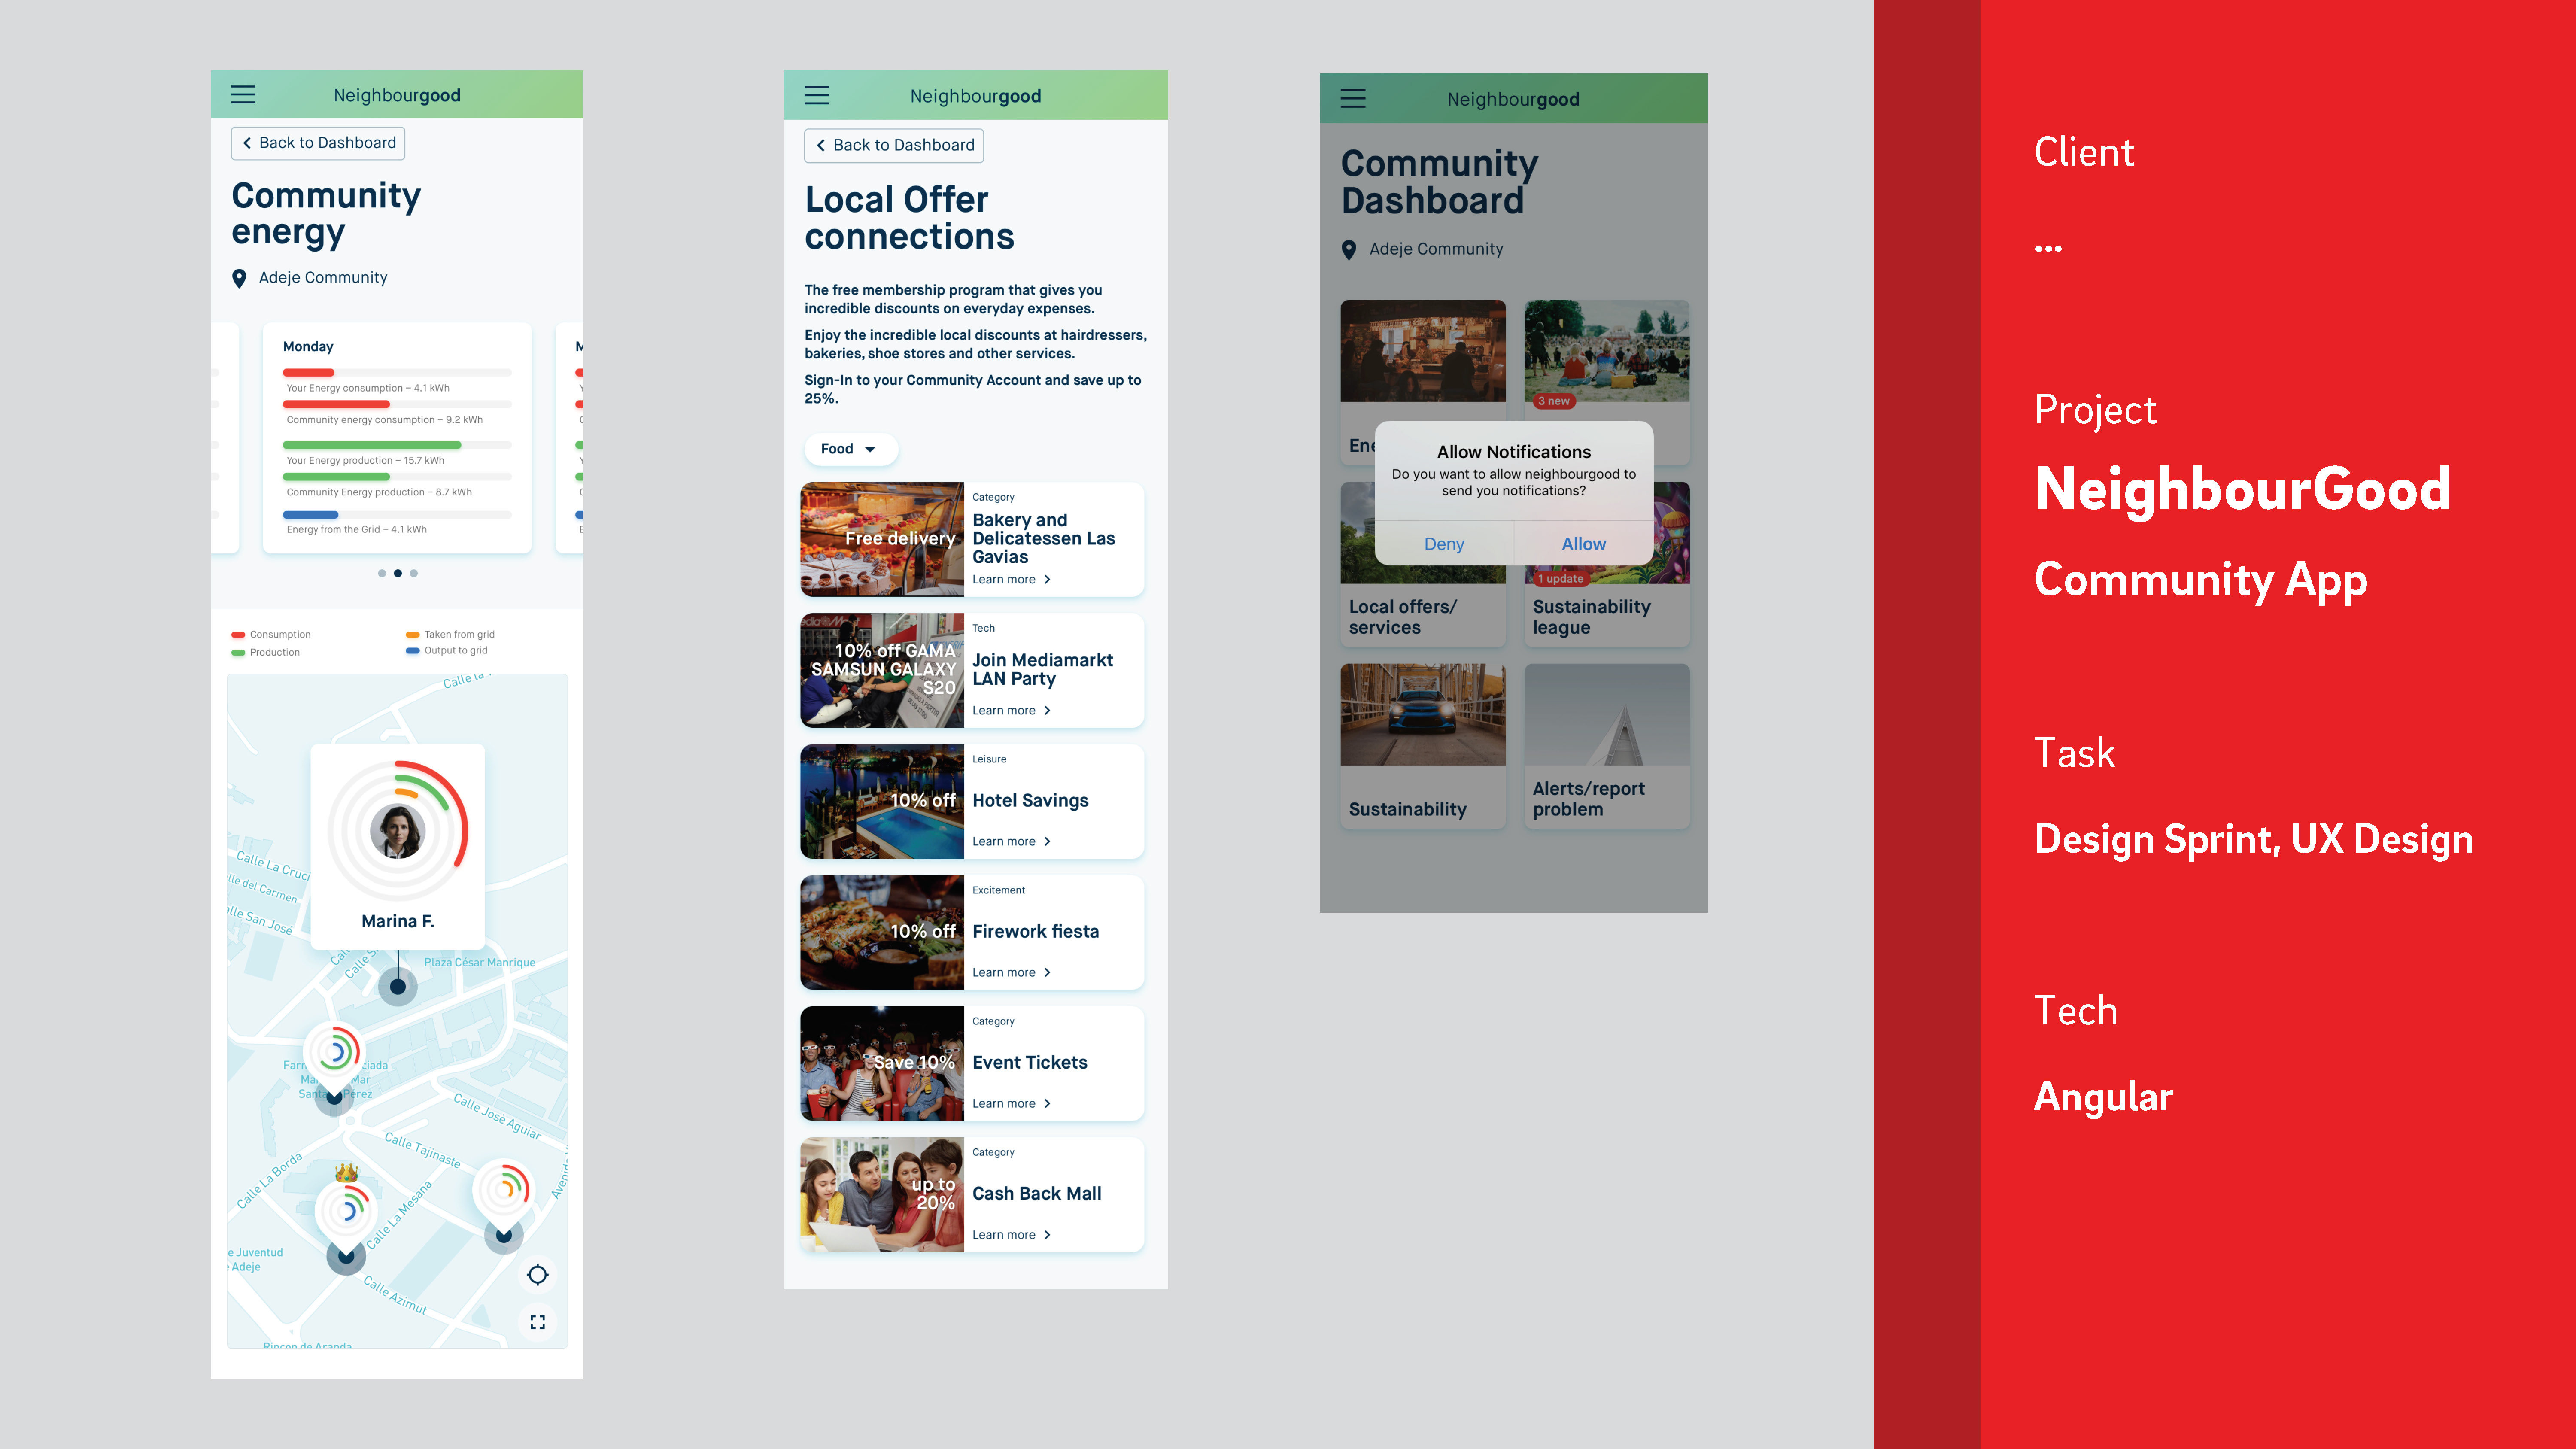 Neighbourgood
Back to Dashboard
Community
energy
Adeje Community
Monday
Your Energy consumption – 4.1 kWh
Community energy consumption – 9.2 kWh
Your Energy production – 15.7 kWh
Community Energy production – 8.7 kWh
Energy from the Grid – 4.1 kWh
M
Y
C
Y
C
E
Consumption
Taken from grid
Production
Output to grid
Calle la
Calle La Cruci
lle del Carmen
alle San José
Marina F.
Calle S
Plaza César Manrique
Calle Josè Aguiar
Calle Tajinaste
Calle La Borda
Calle La Mesana
e Juventud
Adeje
Calle Azimut
Rincon de Aranda
Neighbourgood
Back to Dashboard
Local Offer
connections
The free membership program that gives you
incredible discounts on everyday expenses.
Enjoy the incredible local discounts at hairdressers,
bakeries, shoe stores and other services.
Sign-In to your Community Account and save up to
25%.
Food
Free delivery
Category
Bakery and
Delicatessen Las
Gavias
Learn more
10% off GAMA
SAMSUN GALAXY
S20
Tech
Join Mediamarkt
LAN Party
Learn more
10% off
Leisure
Hotel Savings
Learn more
10% off
Excitement
Firework fiesta
Learn more
Save 10%
Category
Event Tickets
Learn more
up to
20%
Category
Cash Back Mall
Learn more
Neighbourgood
Community
Dashboard
Adeje Community
3 new
Ene
Allow Notifications
Do you want to allow neighbourgood to
send you notifications?
Deny
Allow
1 update
Local offers/
services
Sustainability
league
Sustainability
Alerts/report
problem
Client
...
Project
NeighbourGood
Community App
Task
Design Sprint, UX Design
Tech
Angular